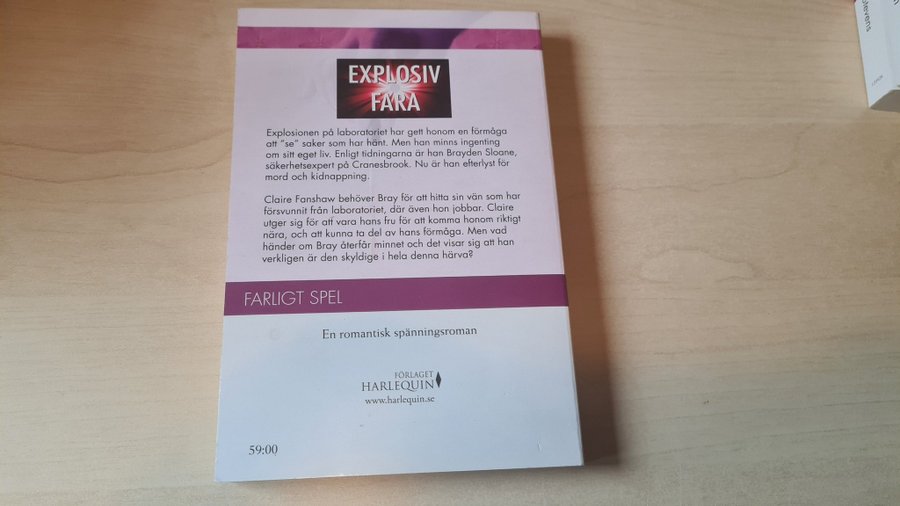 EXPLOSIV
FARA
Explosionen på laboratoriet har gett honom en förmåga
att "se" saker som har hänt. Men han minns ingenting
om sitt eget liv. Enligt tidningarna är han Brayden Sloane,
säkerhetsexpert på Cranesbrook. Nu är han efterlyst för
mord och kidnappning.
Claire Fanshaw behöver Bray för att hitta sin vän som har
försvunnit från laboratoriet, där även hon jobbar. Claire
utger sig för att vara hans fru för att komma honom riktigt
nära, och att kunna ta del av hans förmåga. Men vad
händer om Bray återfår minnet och det visar sig att han
verkligen är den skyldige i hela denna härva?
FARLIGT SPEL
En romantisk spänningsroman
FÖRLAGET
HARLEQUIN
www.harlequin.se
59:00